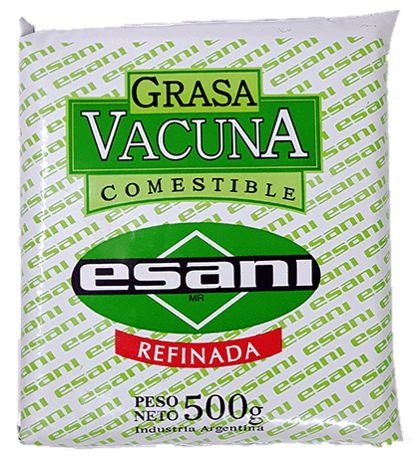 GRASA
VACUNA
COMESTIBLE
esani
MR
REFINADA
PESO
NETO 500g
Industria Argentina